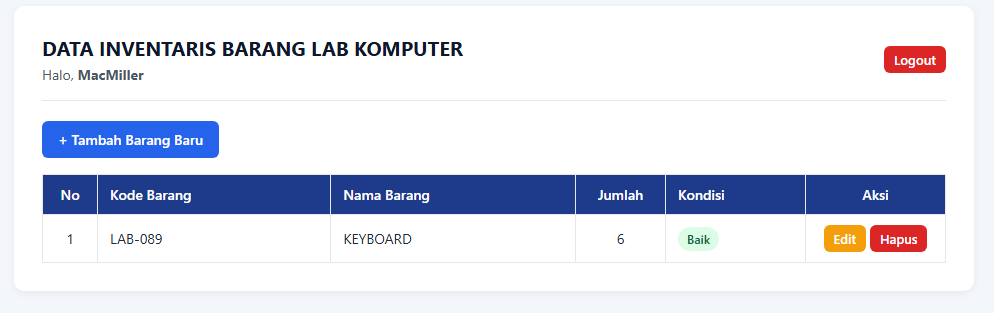 DATA INVENTARIS BARANG LAB KOMPUTER
Halo, MacMiller
Logout
+ Tambah Barang Baru
No Kode Barang Nama Barang Jumlah Kondisi Aksi
1 LAB-089 KEYBOARD 6 Baik Edit Hapus